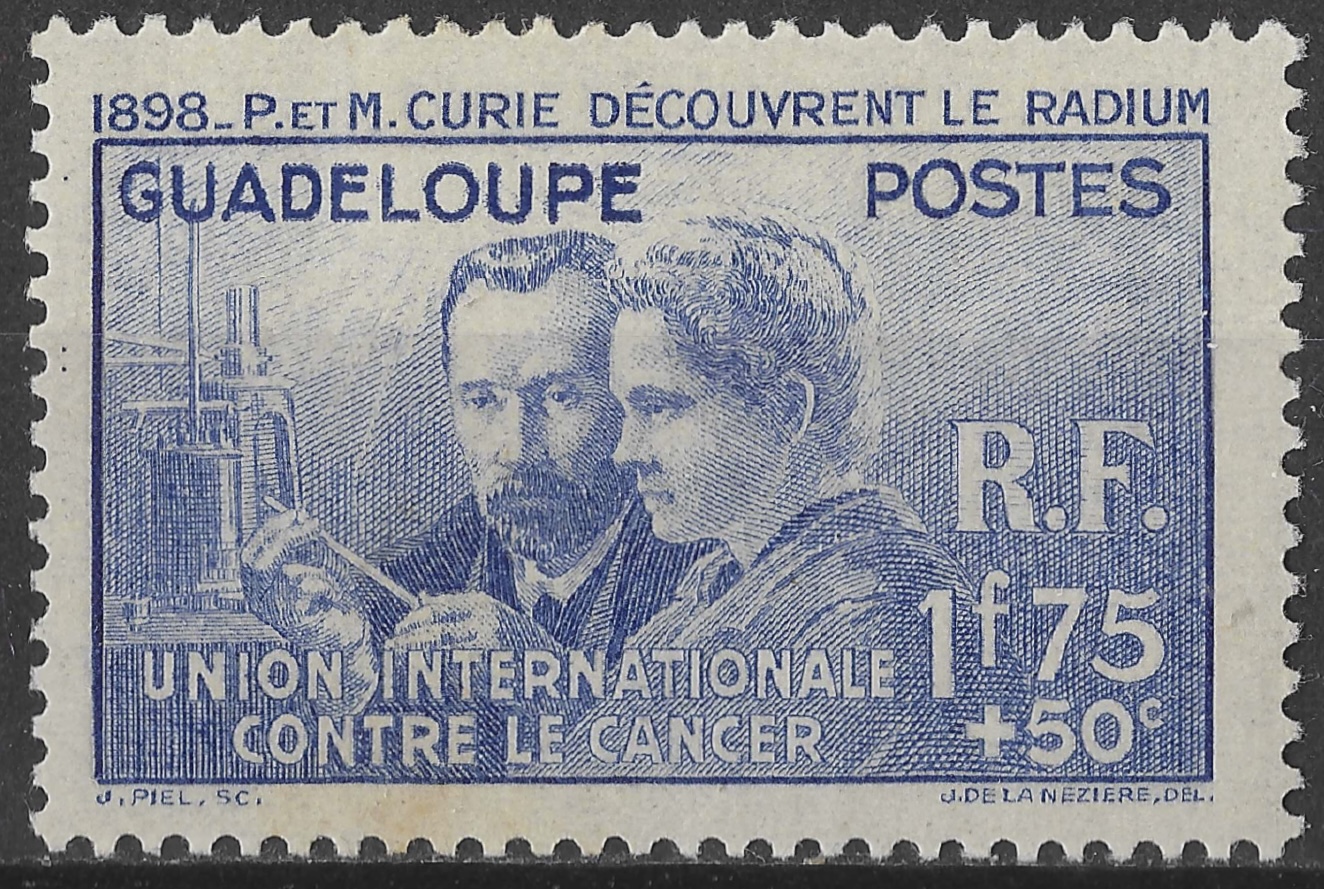 1898_P. ET M. CURIE DÉCOUVRENT LE RADIUM
GUADELOUPE POSTES
R.F.
1f75
UNION INTERNATIONALE
CONTRE LE CANCER
+50c
J. PIEL. SC.
J. DE LA NEZIERE, DEL.